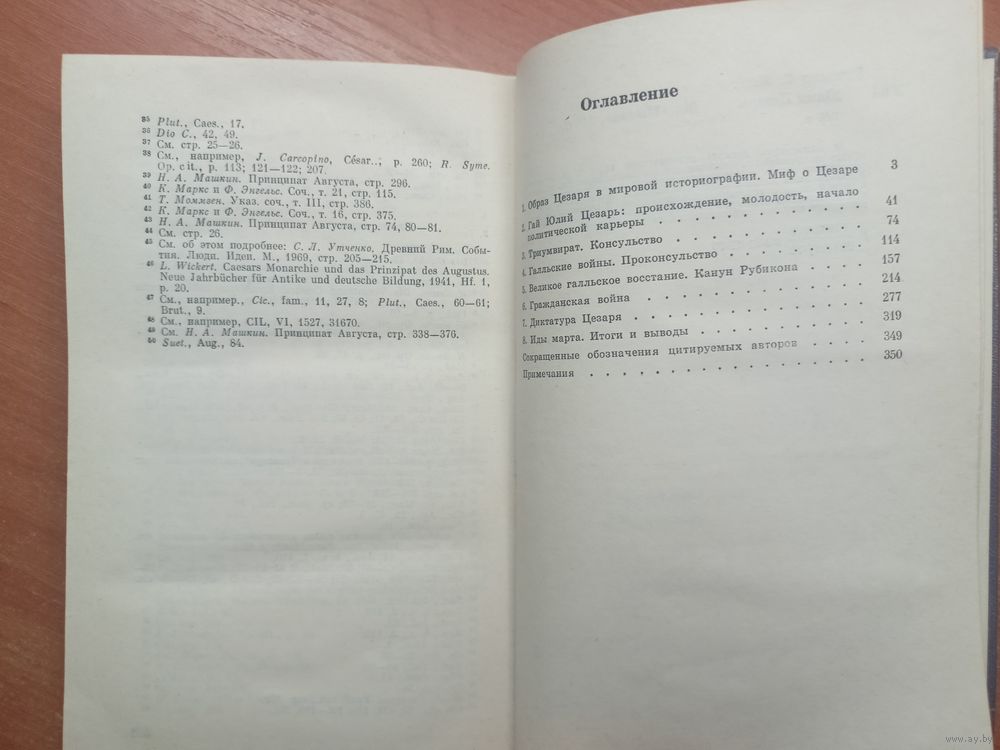 35 Plut., Caes., 17.
36 Dio C., 42, 49.
37 См. стр. 25—26.
38 См., например, J. Carcopino, César..., p. 260; R. Syme.
Op. cit., p. 113; 121—122; 207.
39 Н. А. Машкин. Принципат Августа, стр. 296.
40 К. Маркс и Ф. Энгельс. Соч., т. 21, стр. 115.
41 Т. Моммзен. Указ. соч., т. III, стр. 386.
42 К. Маркс и Ф. Энгельс. Соч., т. 16, стр. 375.
43 Н. А. Машкин. Принципат Августа, стр. 74, 80—81.
44 См. стр. 26.
45 См. об этом подробнее: С. Л. Утченко. Древний Рим. Собы-
тия. Люди. Идеи. М., 1969, стр. 205—215.
46 L. Wickert. Caesars Monarchie und das Prinzipat des Augustus.
Neue Jahrbücher für Antike und deutsche Bildung, 1941, Hf. 1,
p. 20.
47 См., например, Cic., fam., 11, 27, 8; Plut., Caes., 60—61;
Brut., 9.
48 См., например, CIL, VI, 1527, 31670.
49 См. Н. А. Машкин. Принципат Августа, стр. 338—376.
50 Suet., Aug., 84.
Оглавление
1. Образ Цезаря в мировой историографии. Миф о Цезаре 3
2. Гай Юлий Цезарь: происхождение, молодость, начало
политической карьеры . . . . . . . . . . 41
3. Триумвират. Консульство . . . . . . . . . 74
4. Галльские войны. Проконсульство . . . . . . 114
5. Великое галльское восстание. Канун Рубикона . . . 157
6. Гражданская война . . . . . . . . . . 214
7. Диктатура Цезаря . . . . . . . . . . 277
8. Иды марта. Итоги и выводы . . . . . . . 319
Сокращенные обозначения цитируемых авторов . . . . 349
Примечания . . . . . . . . . . . 350
www.ay.by